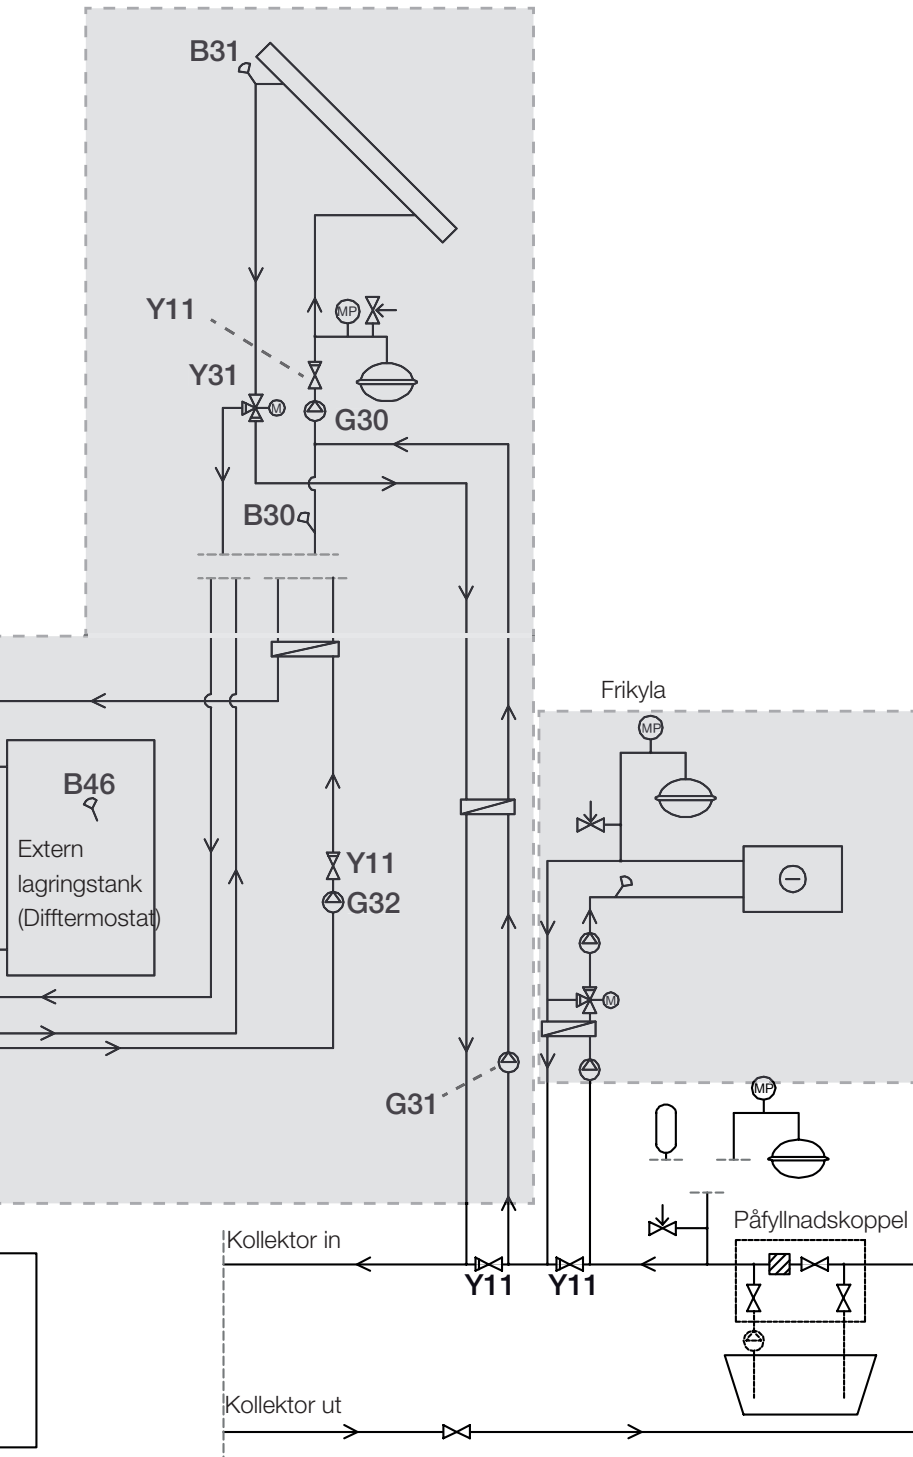 B31
Y11
MP
Y31
M
G30
B30
Frikyla
MP
B46
Extern
lagringstank
(Difftermostat)
Y11
G32
M
G31
MP
Påfyllnadskoppel
Kollektor in
Y11
Y11
Kollektor ut